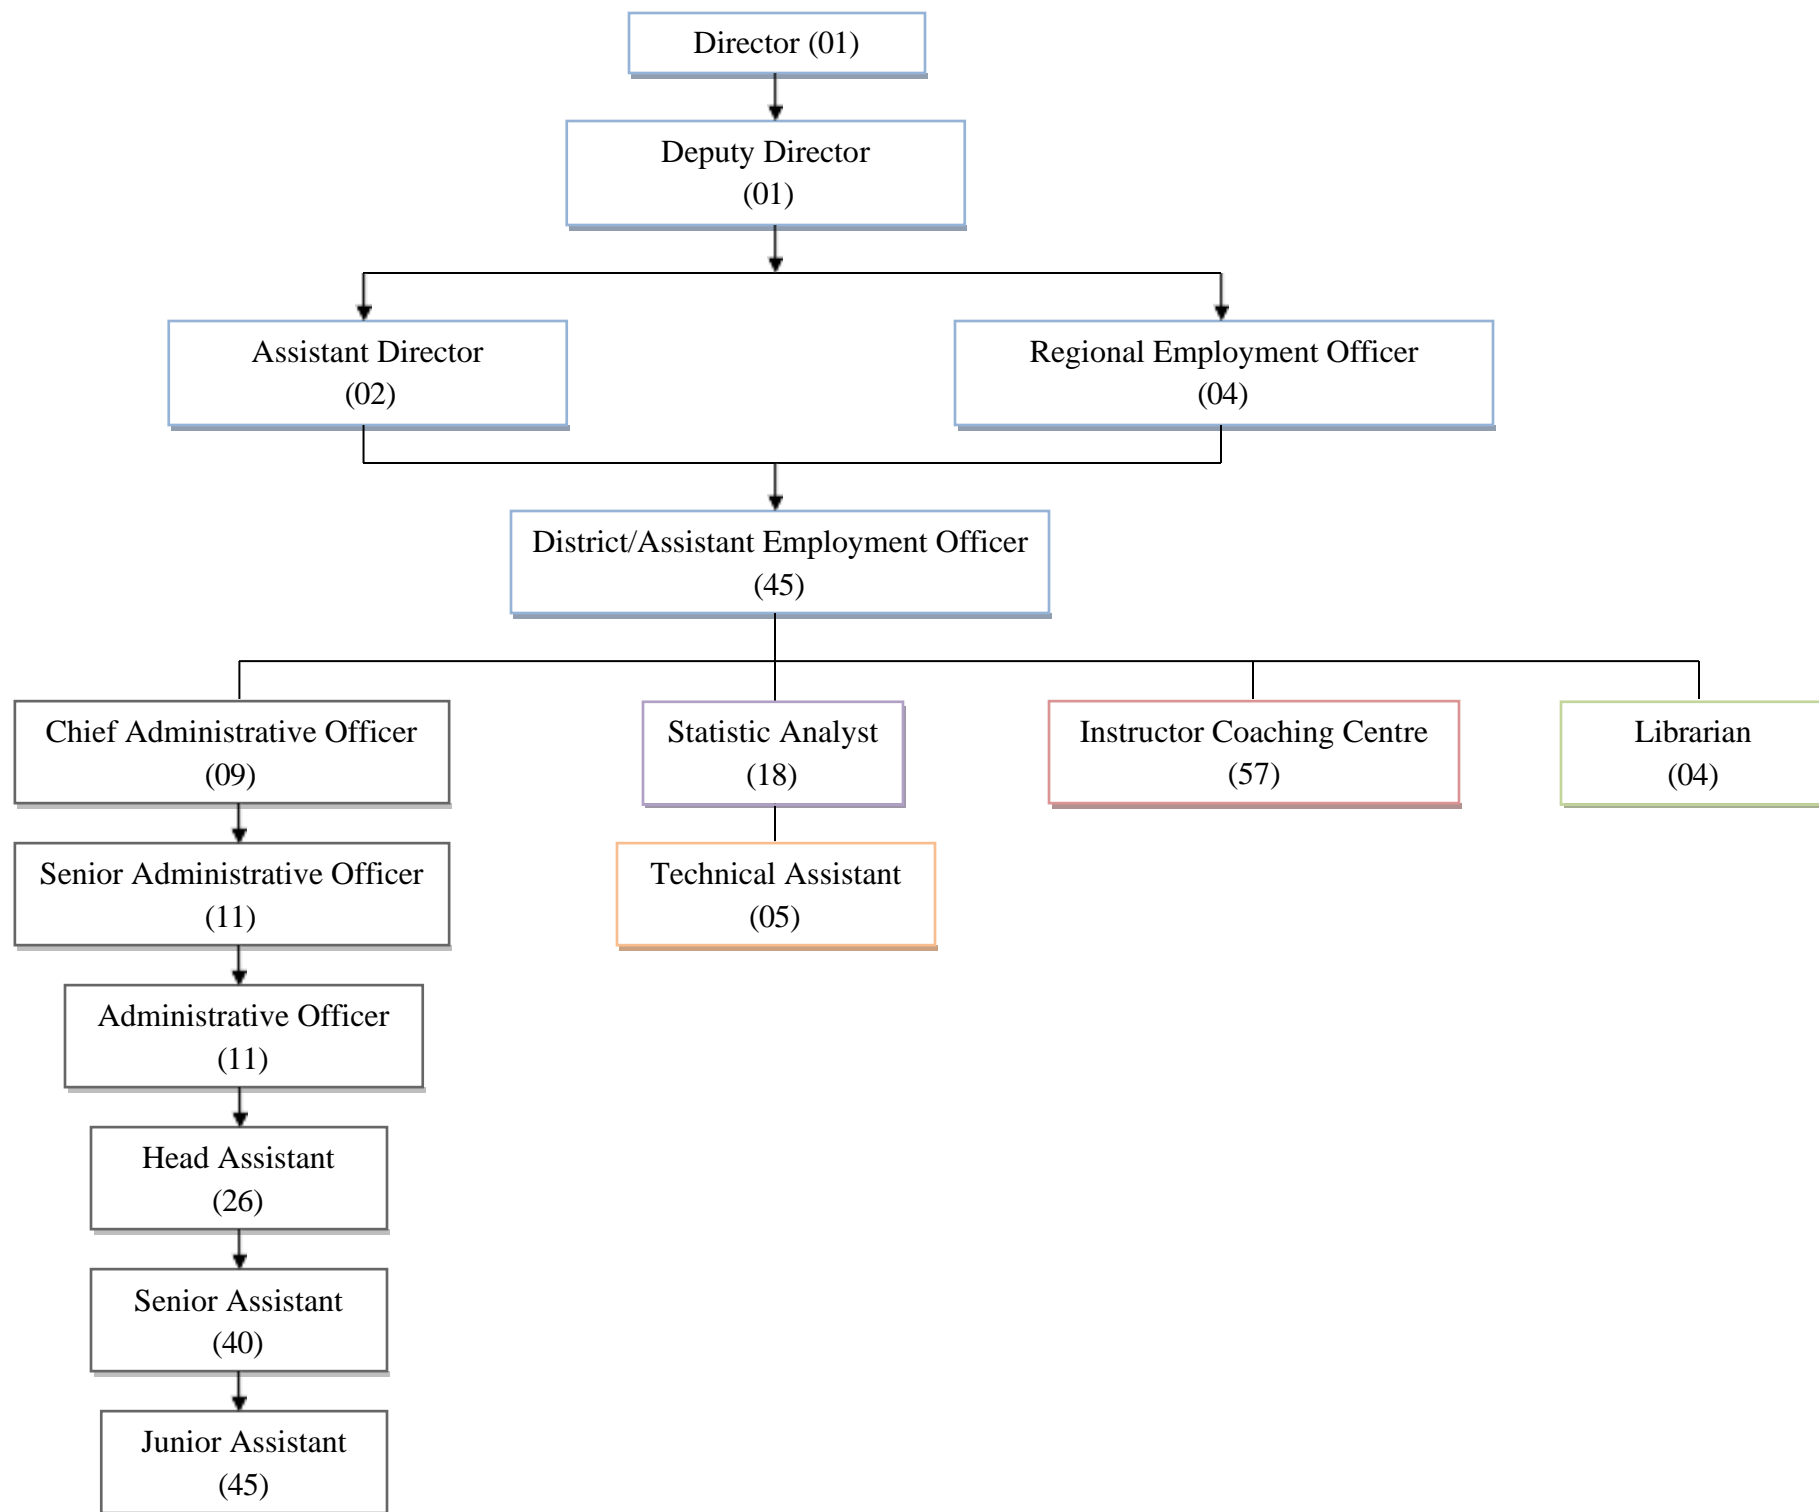 Director (01)
Deputy Director
(01)
Assistant Director
(02)
Regional Employment Officer
(04)
District/Assistant Employment Officer
(45)
Chief Administrative Officer
(09)
Statistic Analyst
(18)
Instructor Coaching Centre
(57)
Librarian
(04)
Senior Administrative Officer
(11)
Technical Assistant
(05)
Administrative Officer
(11)
Head Assistant
(26)
Senior Assistant
(40)
Junior Assistant
(45)